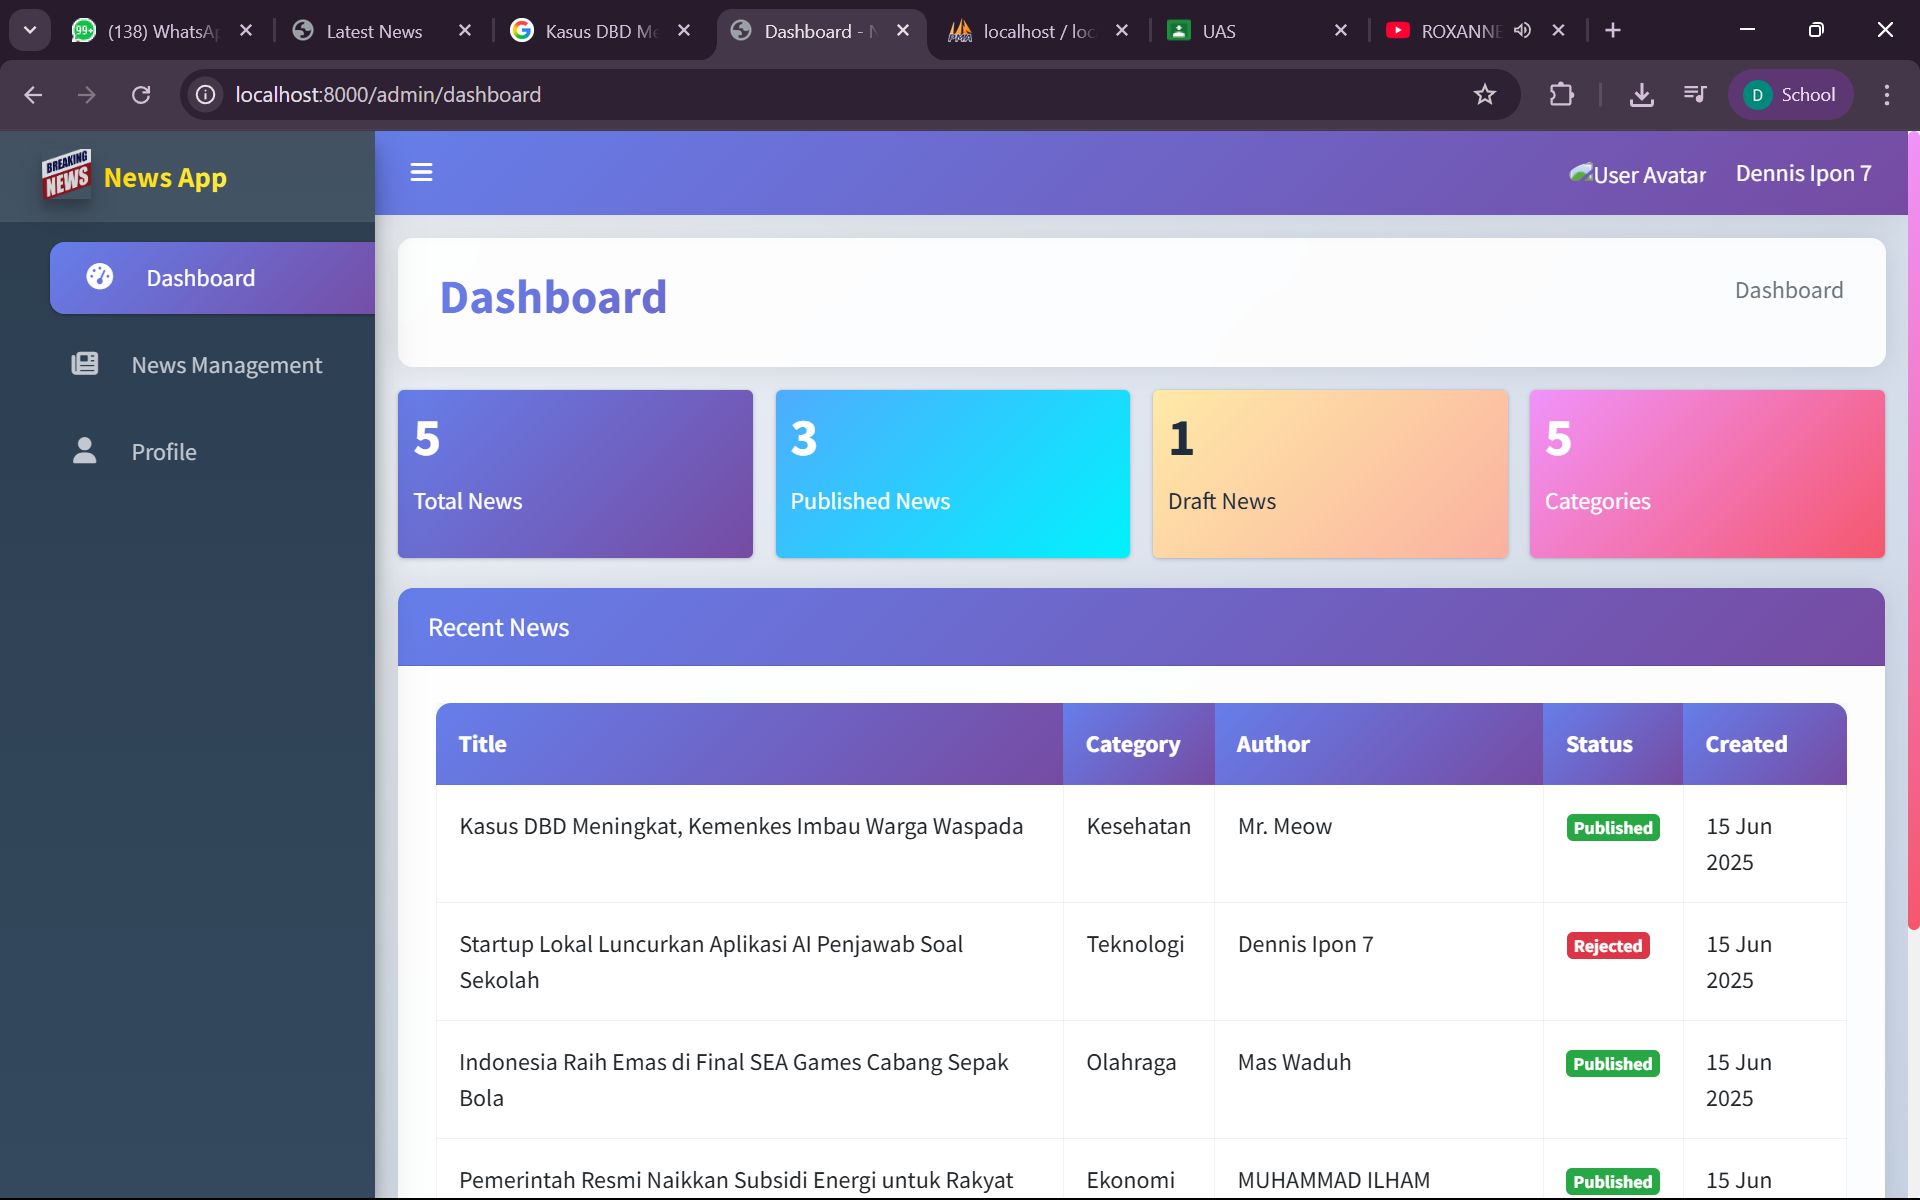 (138) WhatsA
Latest News
Kasus DBD Me
Dashboard - N
localhost / loc
UAS
ROXANNE
localhost:8000/admin/dashboard
D
School
BREAKING
NEWS
News App
User Avatar
Dennis Ipon 7
Dashboard
News Management
Profile
Dashboard
Dashboard
5
Total News
3
Published News
1
Draft News
5
Categories
Recent News
Title Category Author Status Created
Kasus DBD Meningkat, Kemenkes Imbau Warga Waspada Kesehatan Mr. Meow Published 15 Jun
2025
Startup Lokal Luncurkan Aplikasi AI Penjawab Soal Teknologi Dennis Ipon 7 Rejected 15 Jun
Sekolah 2025
Indonesia Raih Emas di Final SEA Games Cabang Sepak Olahraga Mas Waduh Published 15 Jun
Bola 2025
Pemerintah Resmi Naikkan Subsidi Energi untuk Rakyat Ekonomi MUHAMMAD ILHAM Published 15 Jun